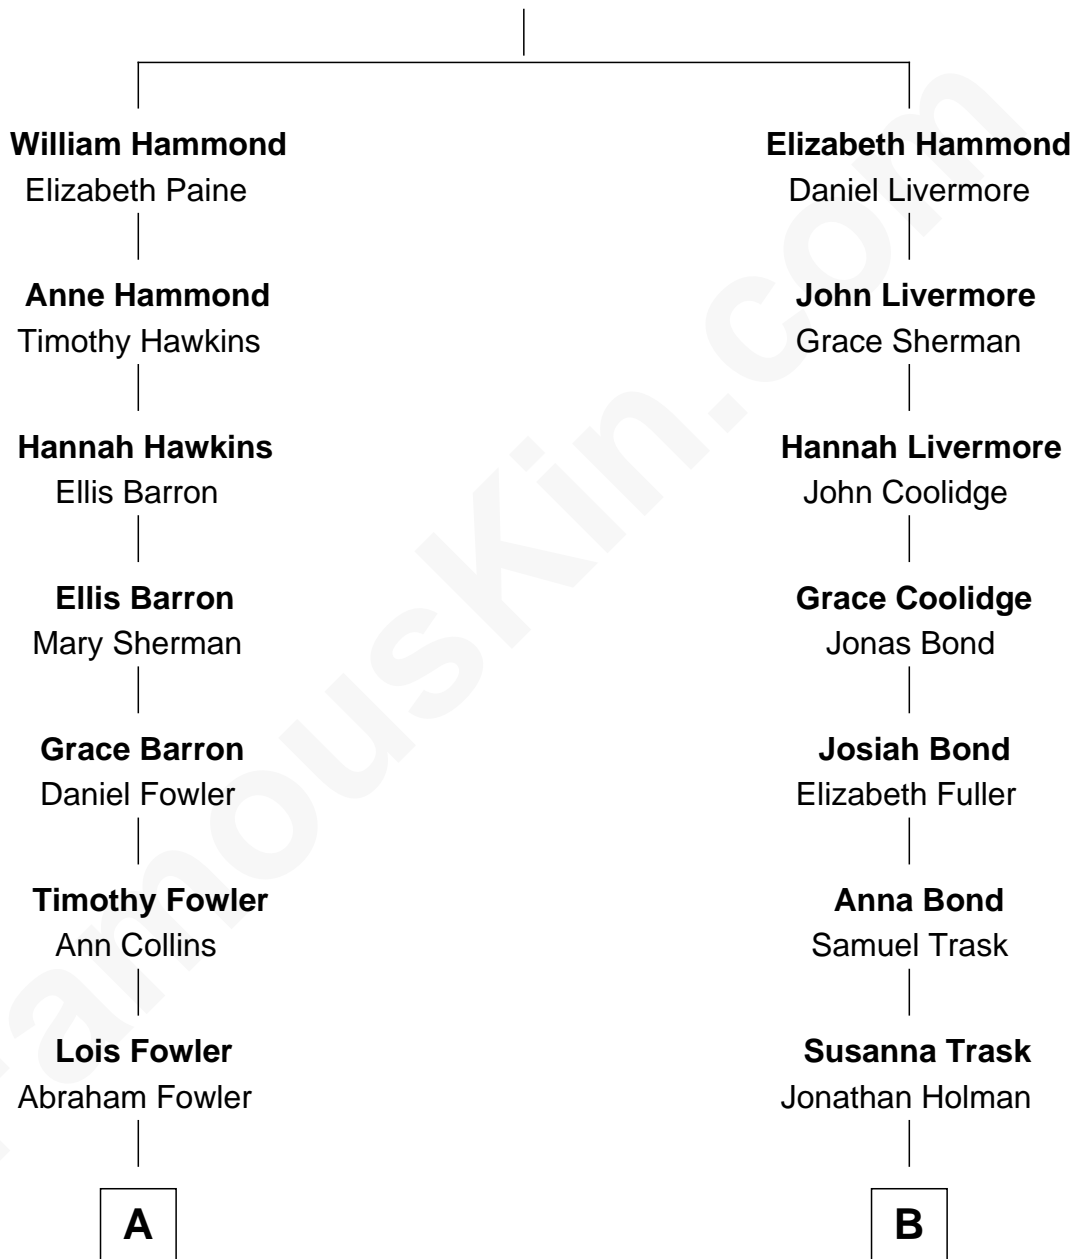 William Hammond
Elizabeth Paine
Elizabeth Hammond
Daniel Livermore
Anne Hammond
Timothy Hawkins
John Livermore
Grace Sherman
Hannah Hawkins
Ellis Barron
Hannah Livermore
John Coolidge
Ellis Barron
Mary Sherman
Grace Coolidge
Jonas Bond
Grace Barron
Daniel Fowler
Josiah Bond
Elizabeth Fuller
Timothy Fowler
Ann Collins
Anna Bond
Samuel Trask
Lois Fowler
Abraham Fowler
Susanna Trask
Jonathan Holman
A
B
FamousKin.com